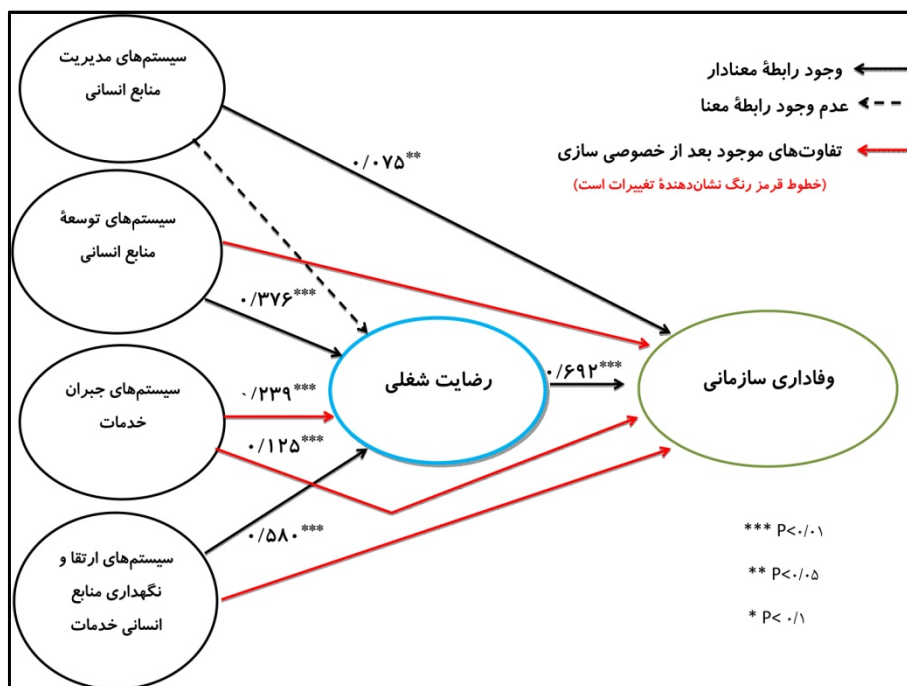 سیستم‌های مدیریت
منابع انسانی
وجود رابطهٔ معنادار
عدم وجود رابطهٔ معنا
تفاوت‌های موجود بعد از خصوصی سازی
(خطوط قرمز رنگ نشان‌دهندهٔ تغییرات است)
۰/۰۷۵**
سیستم‌های توسعهٔ
منابع انسانی
۰/۳۷۶***
رضایت شغلی
۰/۶۹۲***
وفاداری سازمانی
سیستم‌های جبران
خدمات
۰/۲۳۹***
۰/۱۲۵***
۰/۵۸۰***
سیستم‌های ارتقا و
نگهداری منابع
انسانی خدمات
*** P<۰/۰۱
** P<۰/۰۵
* P< ۰/۱